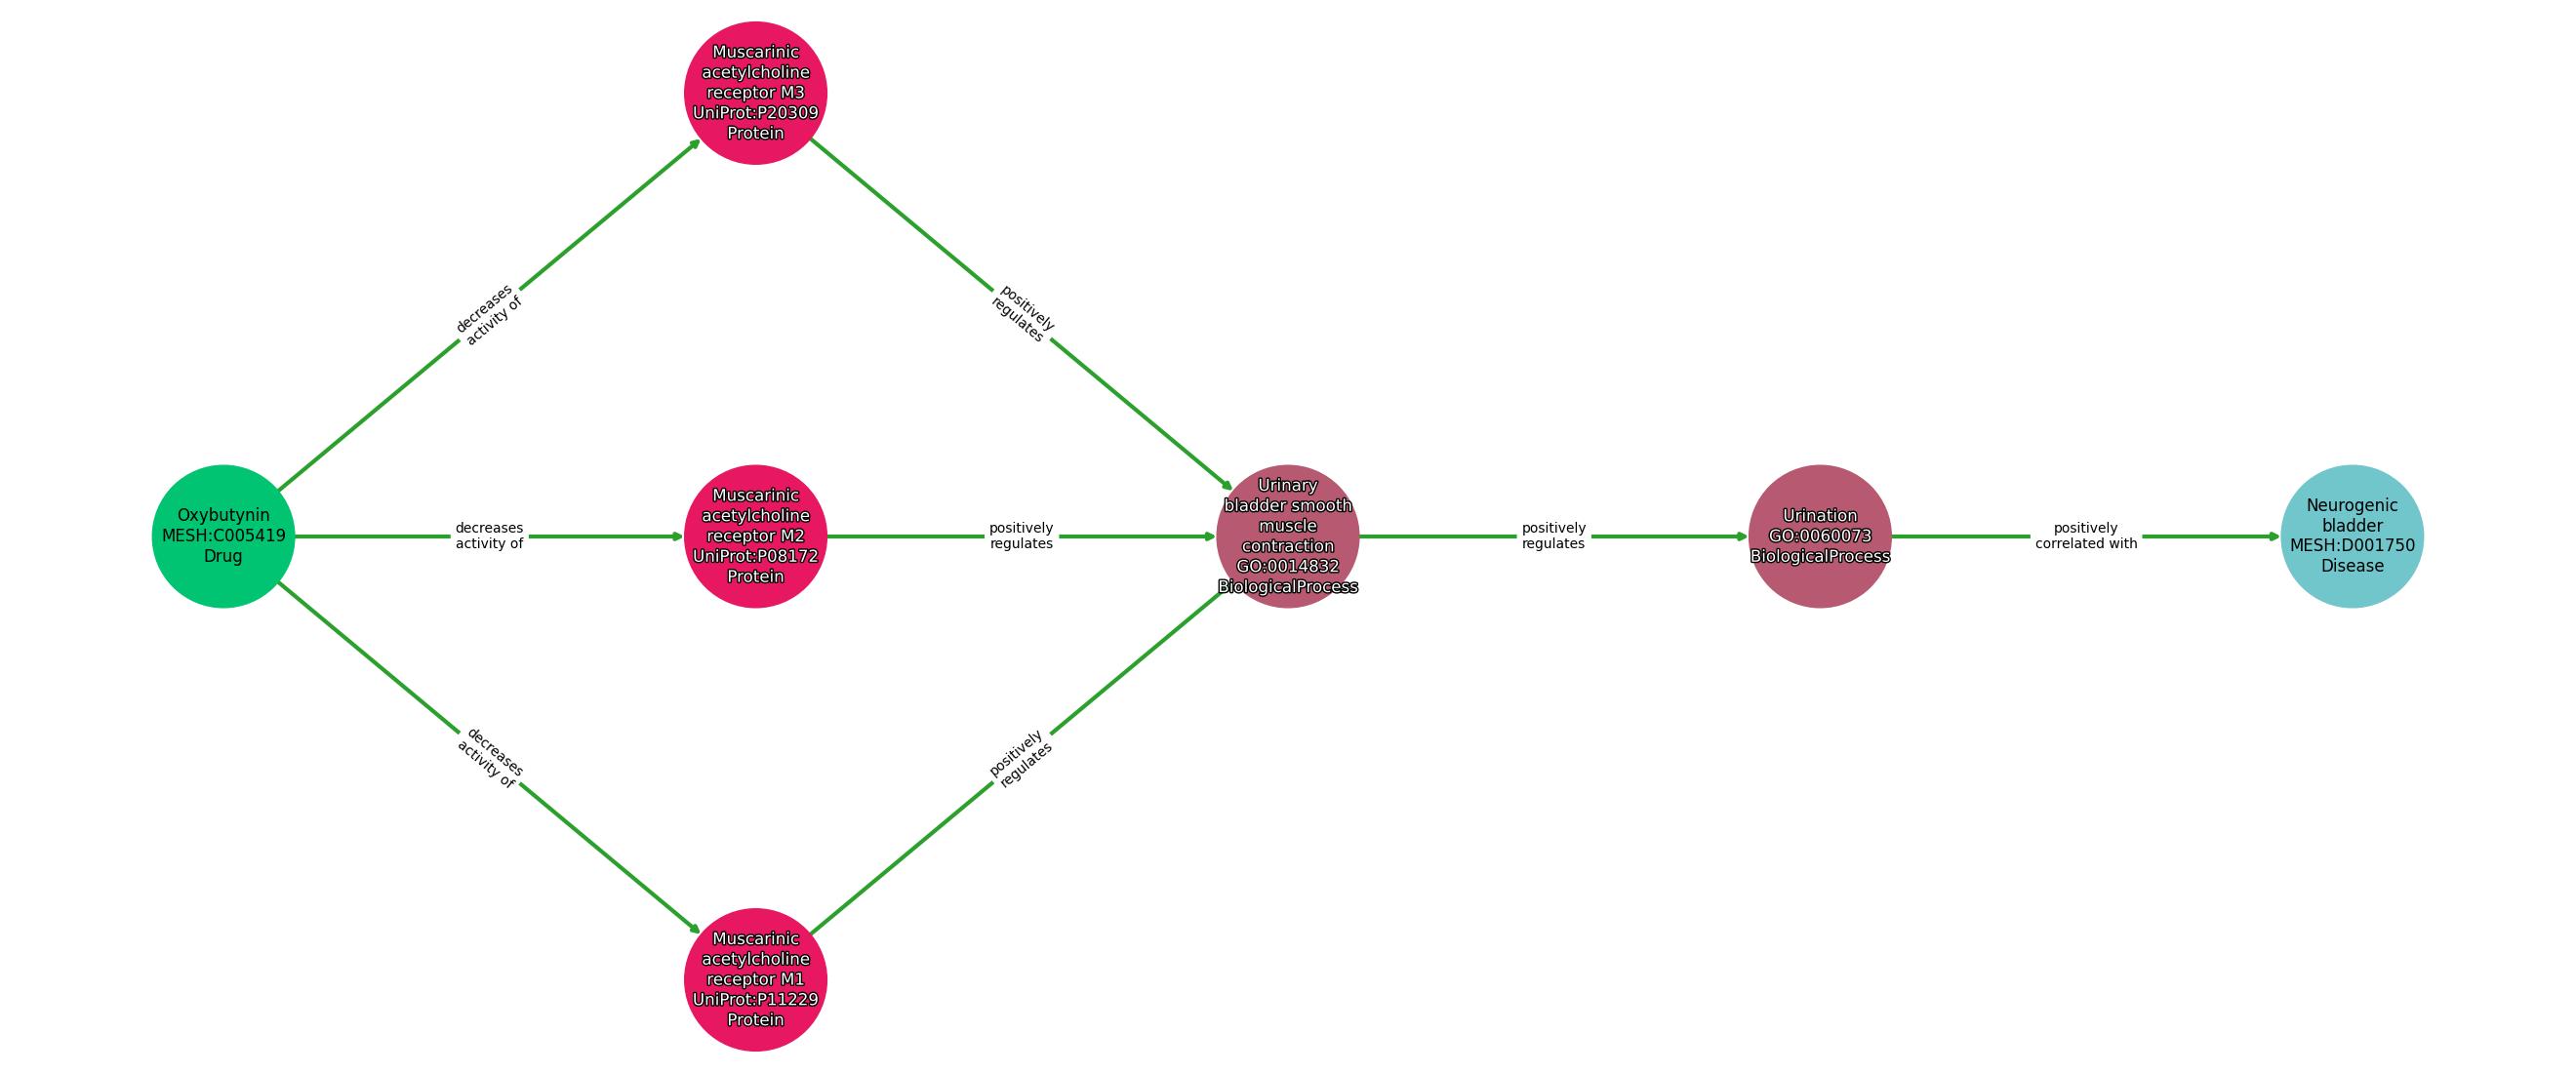 Muscarinic
acetylcholine
receptor M3
UniProt:P20309
Protein
decreases
activity of
positively
regulates
Oxybutynin
MESH:C005419
Drug
decreases
activity of
Muscarinic
acetylcholine
receptor M2
UniProt:P08172
Protein
positively
regulates
Urinary
bladder smooth
muscle
contraction
GO:0014832
BiologicalProcess
positively
regulates
Urination
GO:0060073
BiologicalProcess
positively
correlated with
Neurogenic
bladder
MESH:D001750
Disease
decreases
activity of
positively
regulates
Muscarinic
acetylcholine
receptor M1
UniProt:P11229
Protein